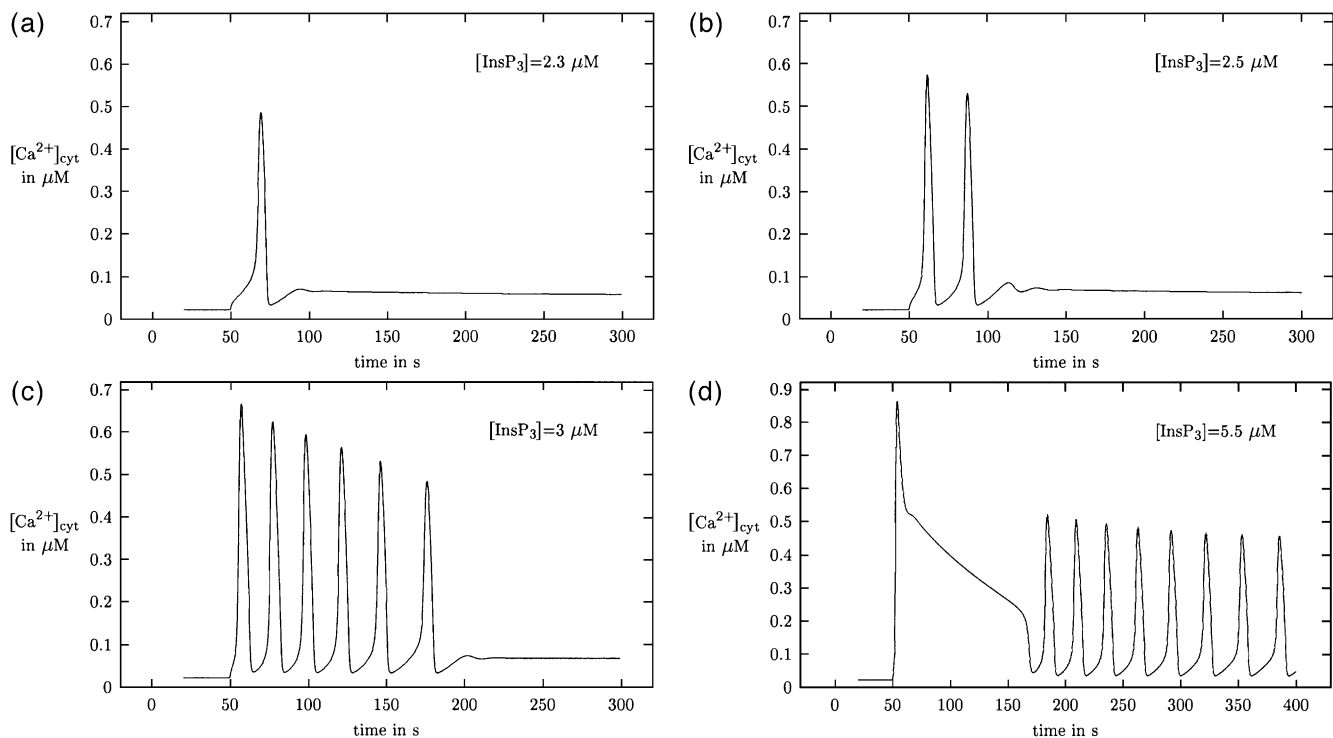 (a)
0.7
0.6
0.5
0.4
0.3
0.2
0.1
0
[Ca²⁺]cyt
in μM
[InsP₃]=2.3 μM
0 50 100 150 200 250 300
time in s
(b)
0.7
0.6
0.5
0.4
0.3
0.2
0.1
0
[Ca²⁺]cyt
in μM
[InsP₃]=2.5 μM
0 50 100 150 200 250 300
time in s
(c)
0.7
0.6
0.5
0.4
0.3
0.2
0.1
0
[Ca²⁺]cyt
in μM
[InsP₃]=3 μM
0 50 100 150 200 250 300
time in s
(d)
0.9
0.8
0.7
0.6
0.5
0.4
0.3
0.2
0.1
0
[Ca²⁺]cyt
in μM
[InsP₃]=5.5 μM
0 50 100 150 200 250 300 350 400
time in s